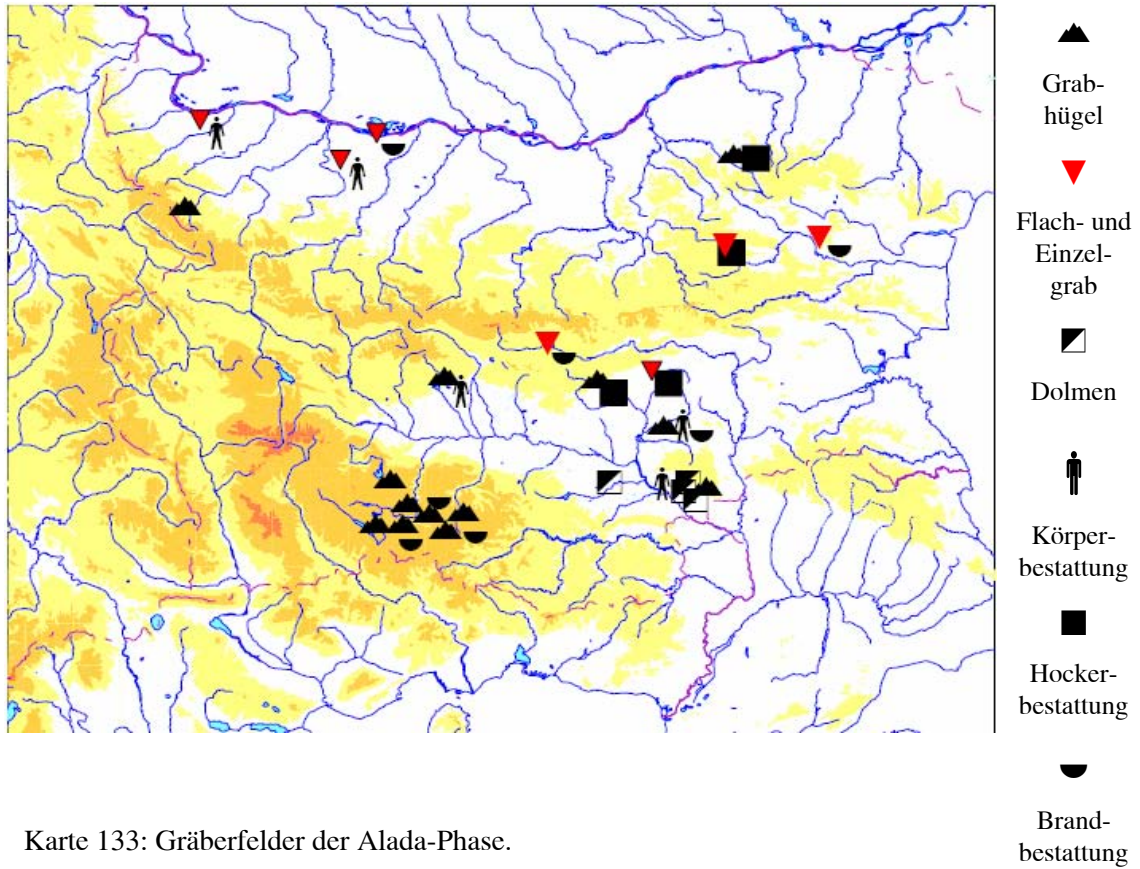 Grab-
hügel
Flach- und
Einzel-
grab
Dolmen
Körper-
bestattung
Hocker-
bestattung
Brand-
bestattung
Karte 133: Gräberfelder der Alada-Phase.